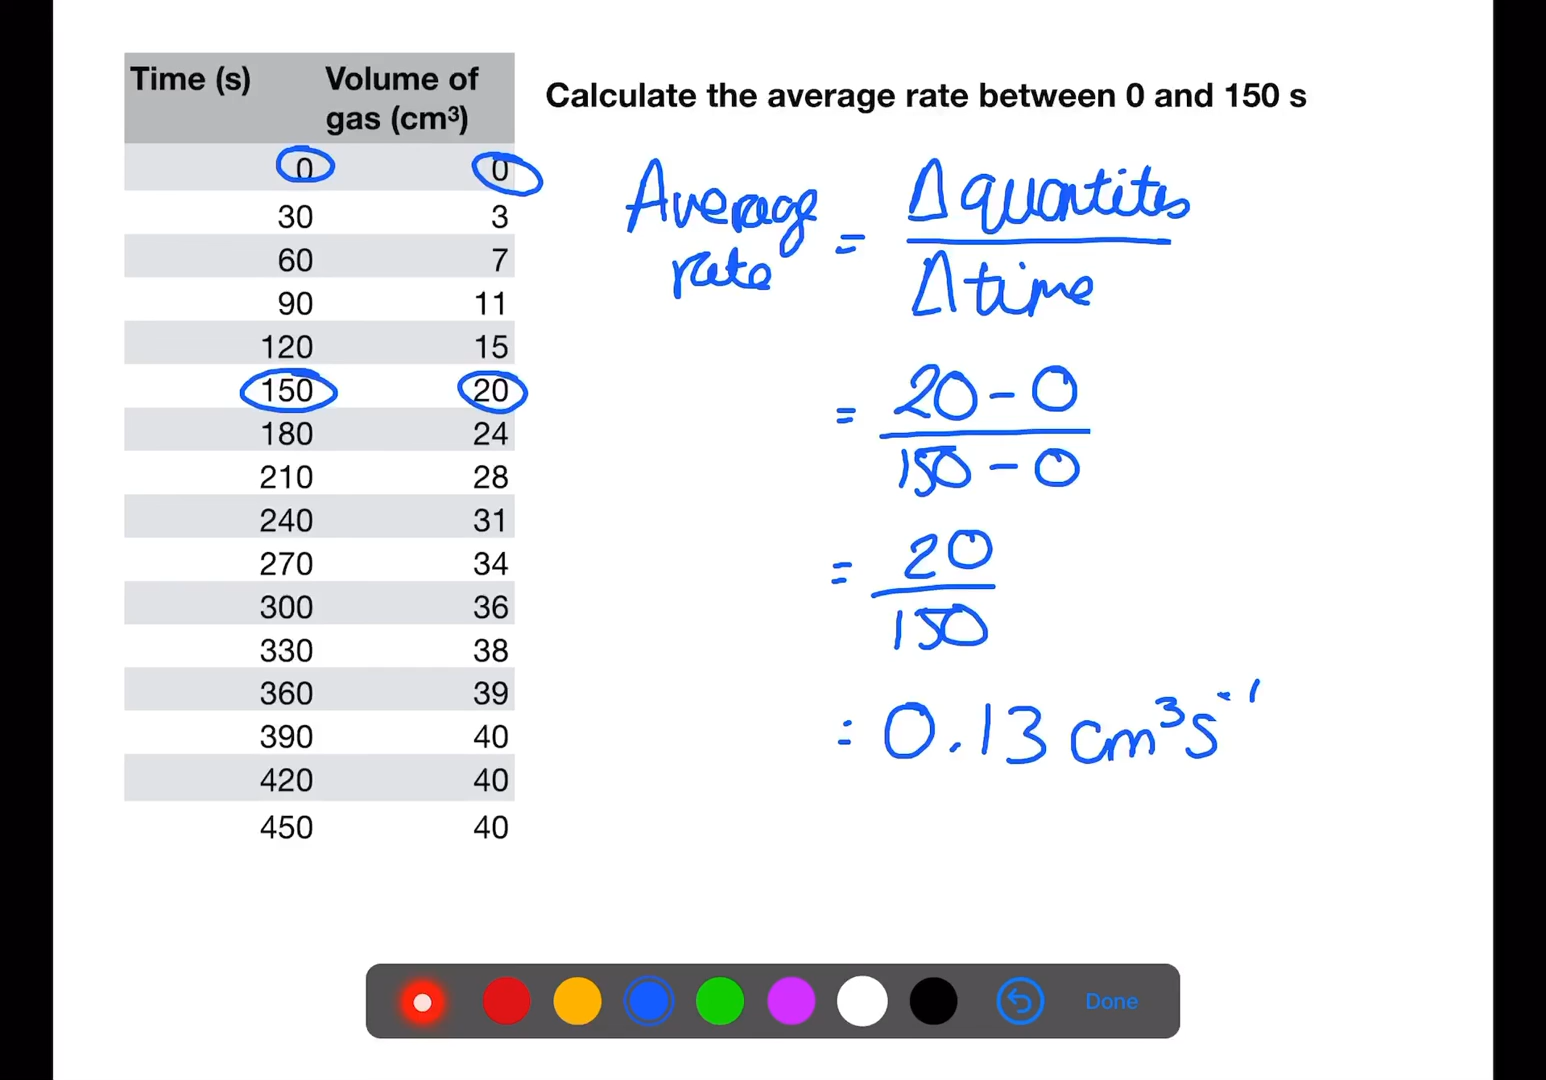 Time (s) Volume of gas (cm³)
0 0
30 3
60 7
90 11
120 15
150 20
180 24
210 28
240 31
270 34
300 36
330 38
360 39
390 40
420 40
450 40
Calculate the average rate between 0 and 150 s
Average rate = Δ quantites / Δ time
= 20 - 0 / 150 - 0
= 20 / 150
= 0.13 cm³s⁻¹
Done